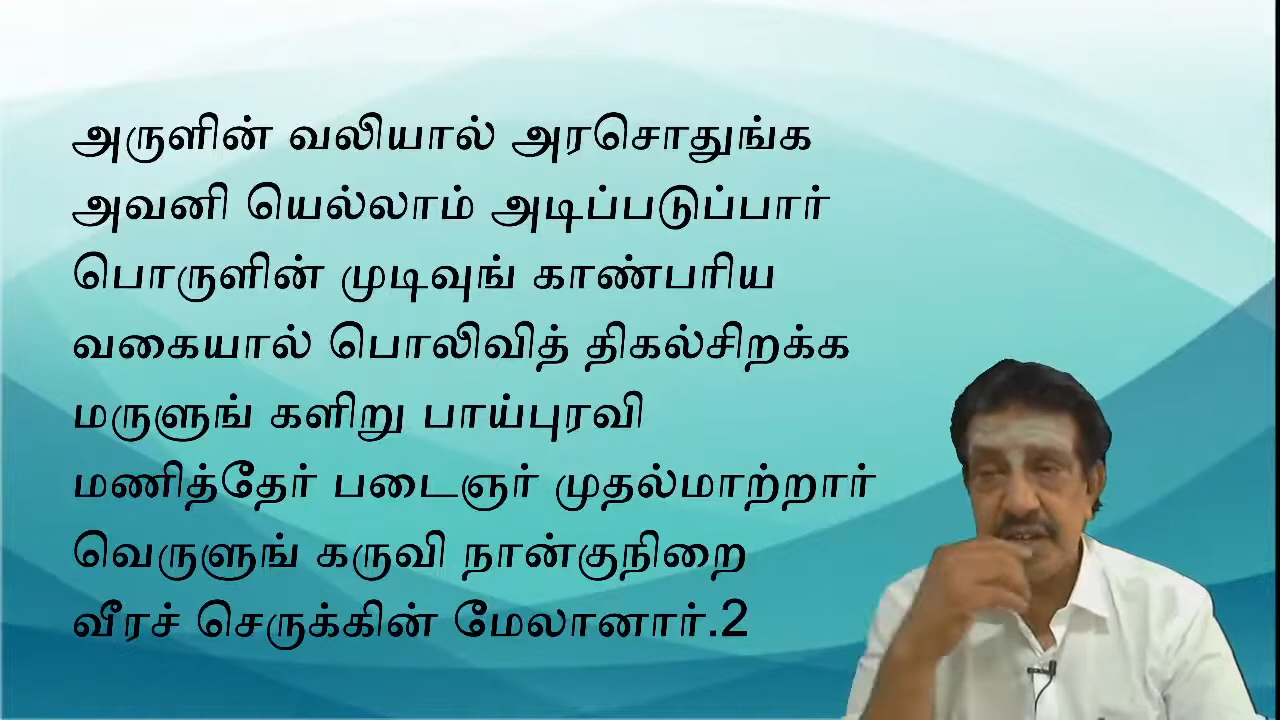 அருளின் வலியால் அரசொதுங்க
அவனி யெல்லாம் அடிப்படுப்பார்
பொருளின் முடிவுங் காண்பரிய
வகையால் பொலிவித் திகல்சிறக்க
மருளுங் களிறு பாய்புரவி
மணித்தேர் படைஞர் முதல்மாற்றார்
வெருளுங் கருவி நான்குநிறை
வீரச் செருக்கின் மேலானார்.2